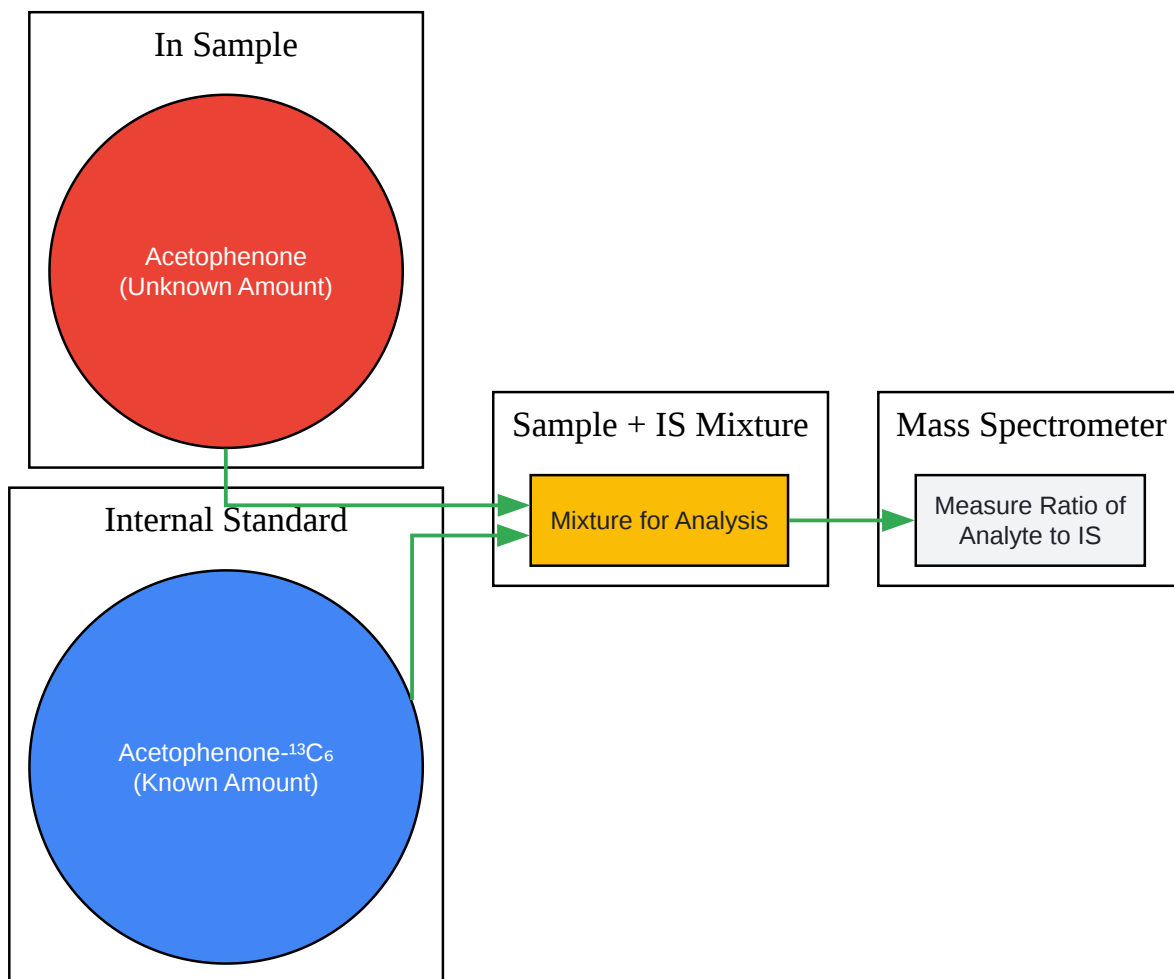 In Sample
Acetophenone
(Unknown Amount)
Internal Standard
Acetophenone-¹³C₆
(Known Amount)
Sample + IS Mixture
Mixture for Analysis
Mass Spectrometer
Measure Ratio of
Analyte to IS